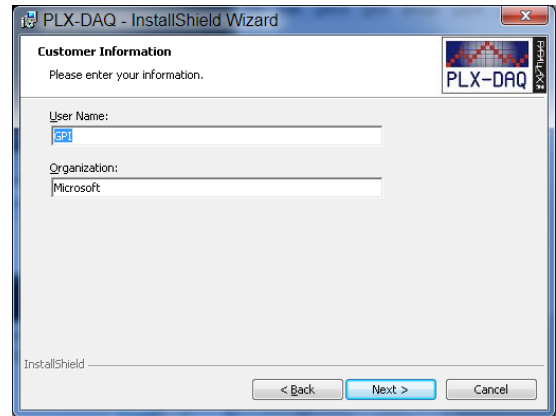 PLX-DAQ - InstallShield Wizard
Customer Information
Please enter your information.
PLX-DAQ
PARALLAX
User Name:
GPI
Organization:
Microsoft
InstallShield
< Back
Next >
Cancel